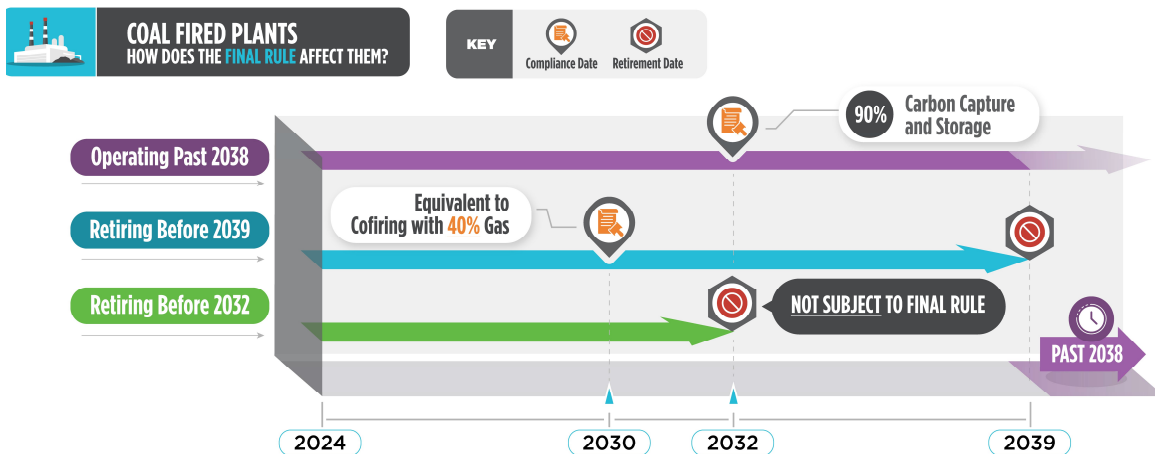 COAL FIRED PLANTS
HOW DOES THE FINAL RULE AFFECT THEM?
KEY
Compliance Date
Retirement Date
90%
Carbon Capture
and Storage
Operating Past 2038
Equivalent to
Cofiring with 40% Gas
Retiring Before 2039
Retiring Before 2032
NOT SUBJECT TO FINAL RULE
PAST 2038
2024
2030
2032
2039